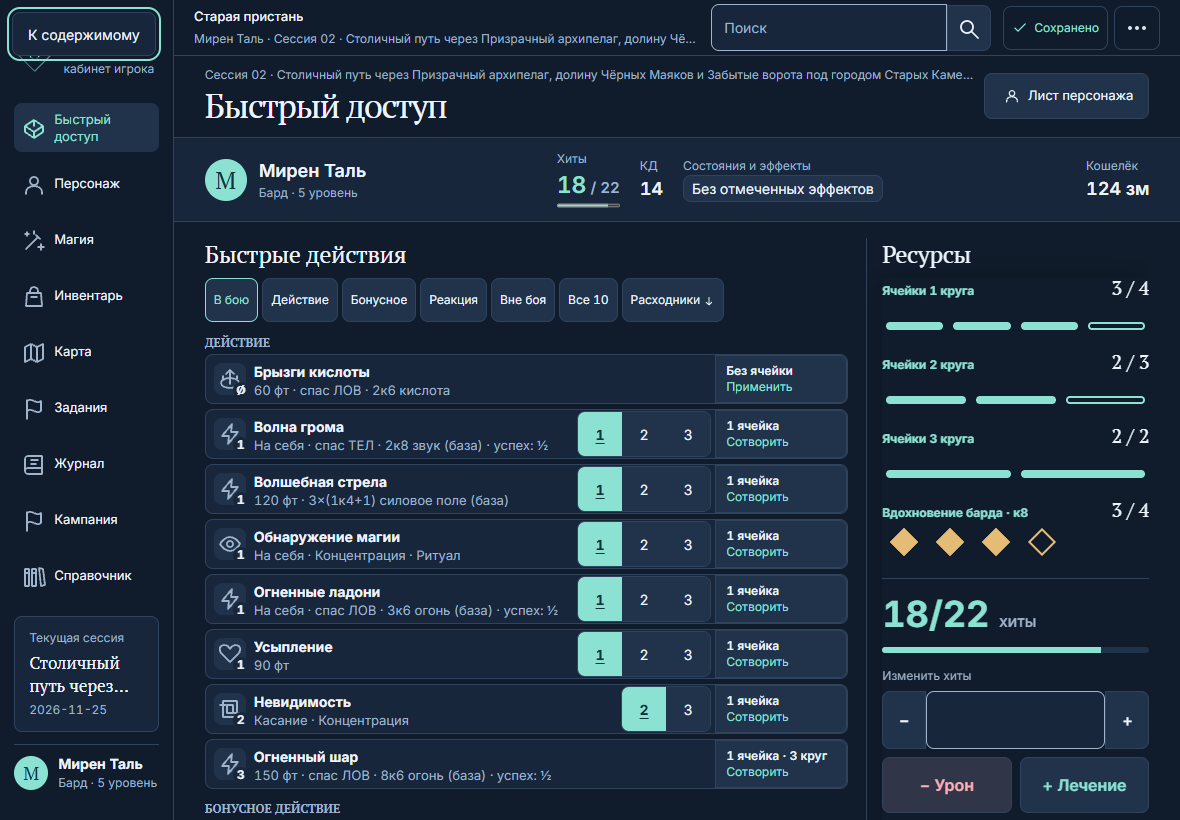 К содержимому
кабинет игрока
Быстрый
доступ
Персонаж
Магия
Инвентарь
Карта
Задания
Журнал
Кампания
Справочник
Текущая сессия
Столичный
путь через...
2026-11-25
М
Мирен Таль
Бард · 5 уровень
Старая пристань
Мирен Таль · Сессия 02 · Столичный путь через Призрачный архипелаг, долину Чё...
Поиск
Сохранено
Сессия 02 · Столичный путь через Призрачный архипелаг, долину Чёрных Маяков и Забытые ворота под городом Старых Каме...
Быстрый доступ
Лист персонажа
М
Мирен Таль
Бард · 5 уровень
Хиты
18 / 22
КД
14
Состояния и эффекты
Без отмеченных эффектов
Кошелёк
124 зм
Быстрые действия
В бою
Действие
Бонусное
Реакция
Вне боя
Все 10
Расходники ↓
ДЕЙСТВИЕ
Ø
Брызги кислоты
60 фт · спас ЛОВ · 2к6 кислота
Без ячейки
Применить
1
Волна грома
На себя · спас ТЕЛ · 2к8 звук (база) · успех: ½
1 2 3
1 ячейка
Сотворить
1
Волшебная стрела
120 фт · 3×(1к4+1) силовое поле (база)
1 2 3
1 ячейка
Сотворить
1
Обнаружение магии
На себя · Концентрация · Ритуал
1 2 3
1 ячейка
Сотворить
1
Огненные ладони
На себя · спас ЛОВ · 3к6 огонь (база) · успех: ½
1 2 3
1 ячейка
Сотворить
1
Усыпление
90 фт
1 2 3
1 ячейка
Сотворить
2
Невидимость
Касание · Концентрация
2 3
1 ячейка
Сотворить
3
Огненный шар
150 фт · спас ЛОВ · 8к6 огонь (база) · успех: ½
1 ячейка · 3 круг
Сотворить
БОНУСНОЕ ДЕЙСТВИЕ
Ресурсы
Ячейки 1 круга
3 / 4
Ячейки 2 круга
2 / 3
Ячейки 3 круга
2 / 2
Вдохновение барда · к8
3 / 4
18/22 хиты
Изменить хиты
−
+
− Урон
+ Лечение